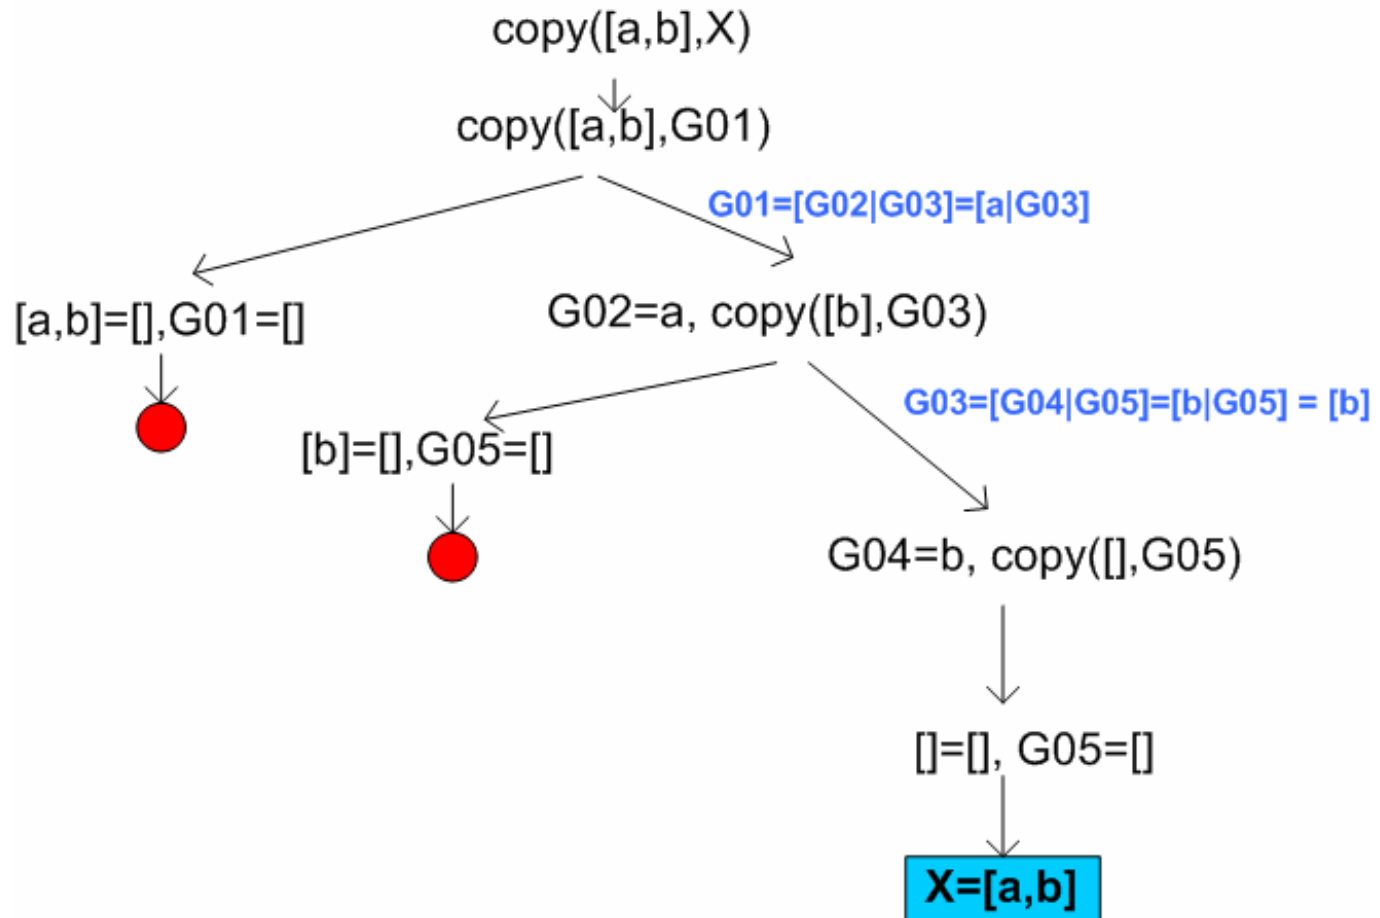 copy([a,b],X)
copy([a,b],G01)
G01=[G02|G03]=[a|G03]
[a,b]=[],G01=[]
G02=a, copy([b],G03)
G03=[G04|G05]=[b|G05] = [b]
[b]=[],G05=[]
G04=b, copy([],G05)
[]=[], G05=[]
X=[a,b]